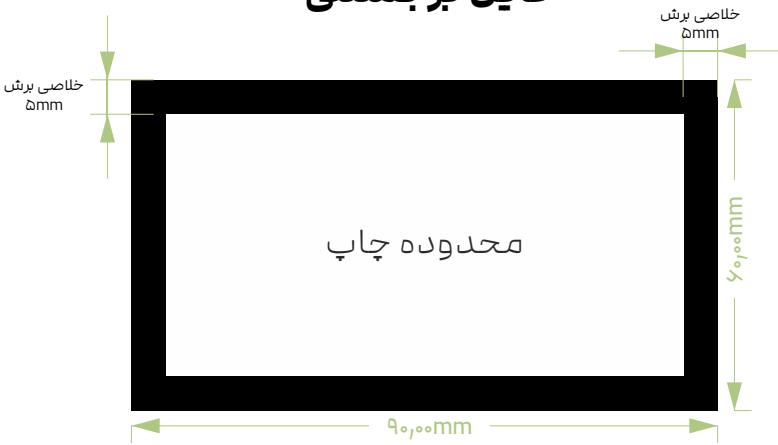 خلاصی برش
۵mm
خلاصی برش
۵mm
محدوده چاپ
۶۰,۰۰mm
۹۰,۰۰mm